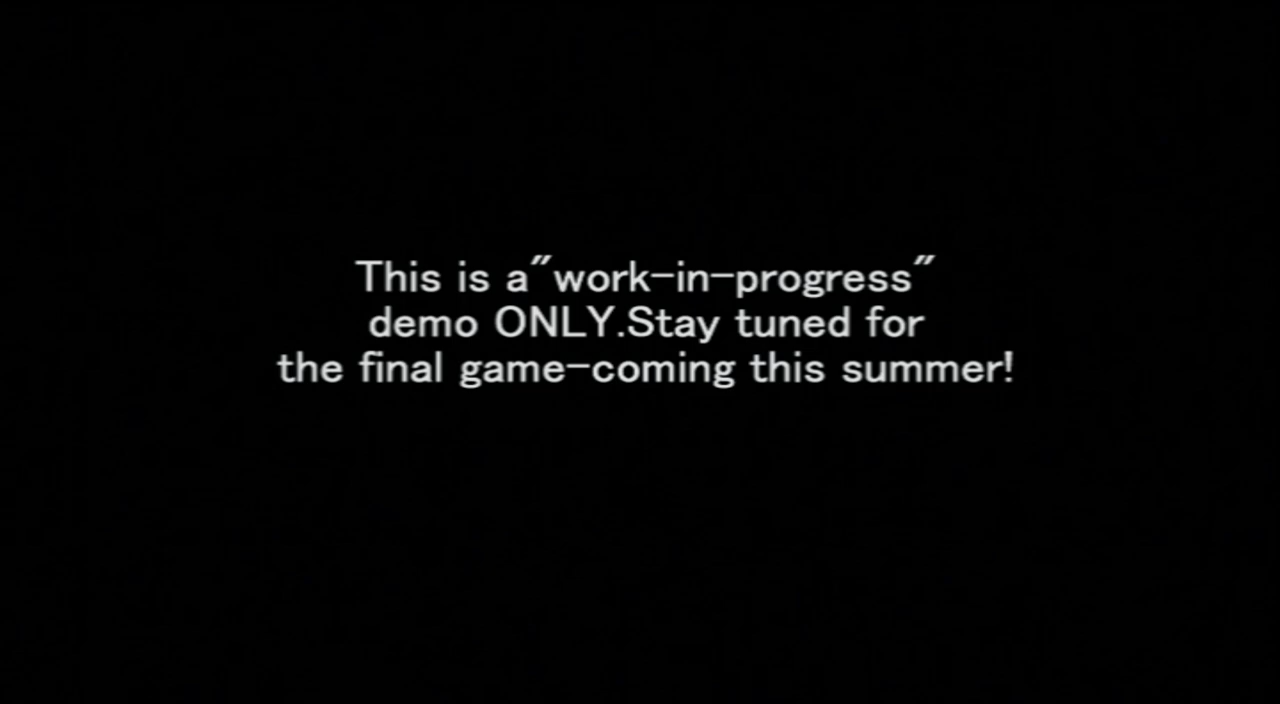 This is a"work-in-progress"
demo ONLY.Stay tuned for
the final game-coming this summer!